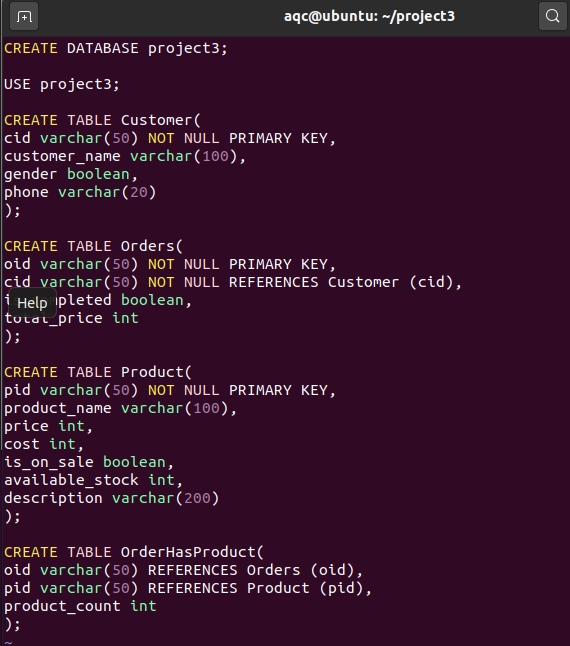 aqc@ubuntu: ~/project3
CREATE DATABASE project3;
USE project3;
CREATE TABLE Customer(
cid varchar(50) NOT NULL PRIMARY KEY,
customer_name varchar(100),
gender boolean,
phone varchar(20)
);
CREATE TABLE Orders(
oid varchar(50) NOT NULL PRIMARY KEY,
cid varchar(50) NOT NULL REFERENCES Customer (cid),
Help
boolean,
total_price int
);
CREATE TABLE Product(
pid varchar(50) NOT NULL PRIMARY KEY,
product_name varchar(100),
price int,
cost int,
is_on_sale boolean,
available_stock int,
description varchar(200)
);
CREATE TABLE OrderHasProduct(
oid varchar(50) REFERENCES Orders (oid),
pid varchar(50) REFERENCES Product (pid),
product_count int
);
~